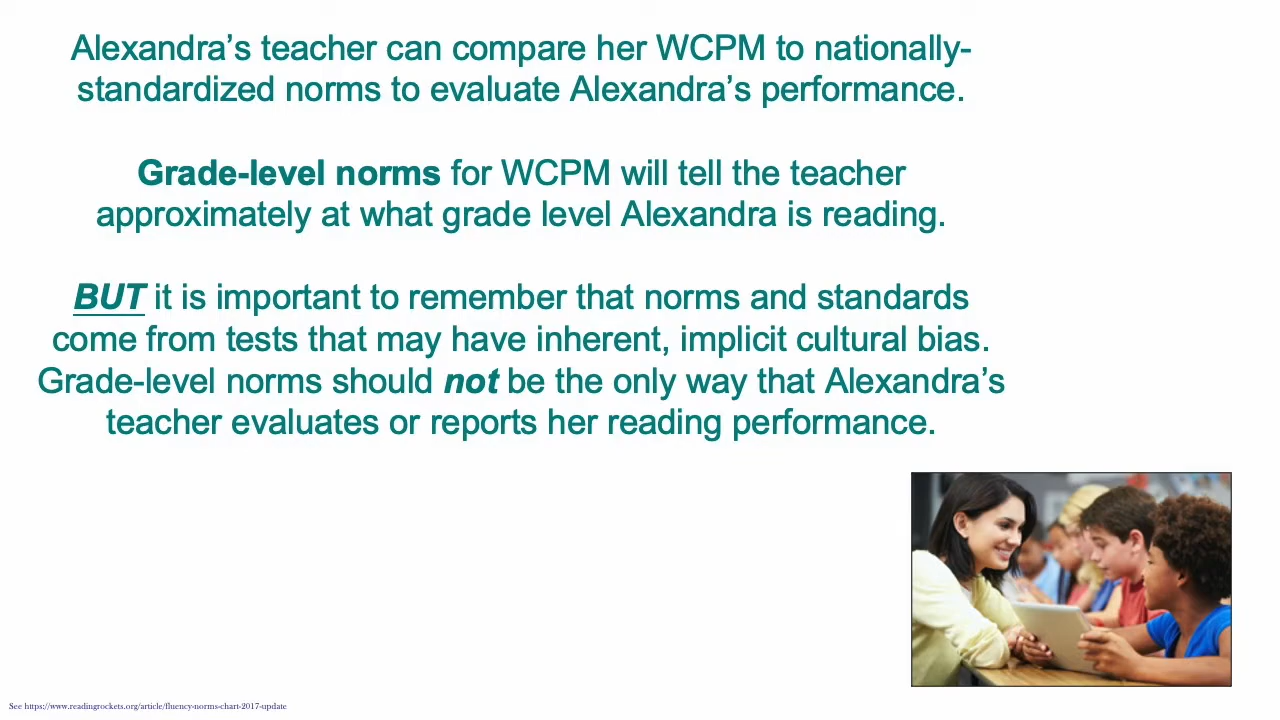 Alexandra’s teacher can compare her WCPM to nationally-
standardized norms to evaluate Alexandra’s performance.
Grade-level norms for WCPM will tell the teacher
approximately at what grade level Alexandra is reading.
BUT it is important to remember that norms and standards
come from tests that may have inherent, implicit cultural bias.
Grade-level norms should not be the only way that Alexandra’s
teacher evaluates or reports her reading performance.
See https://www.readingrockets.org/article/fluency-norms-chart-2017-update